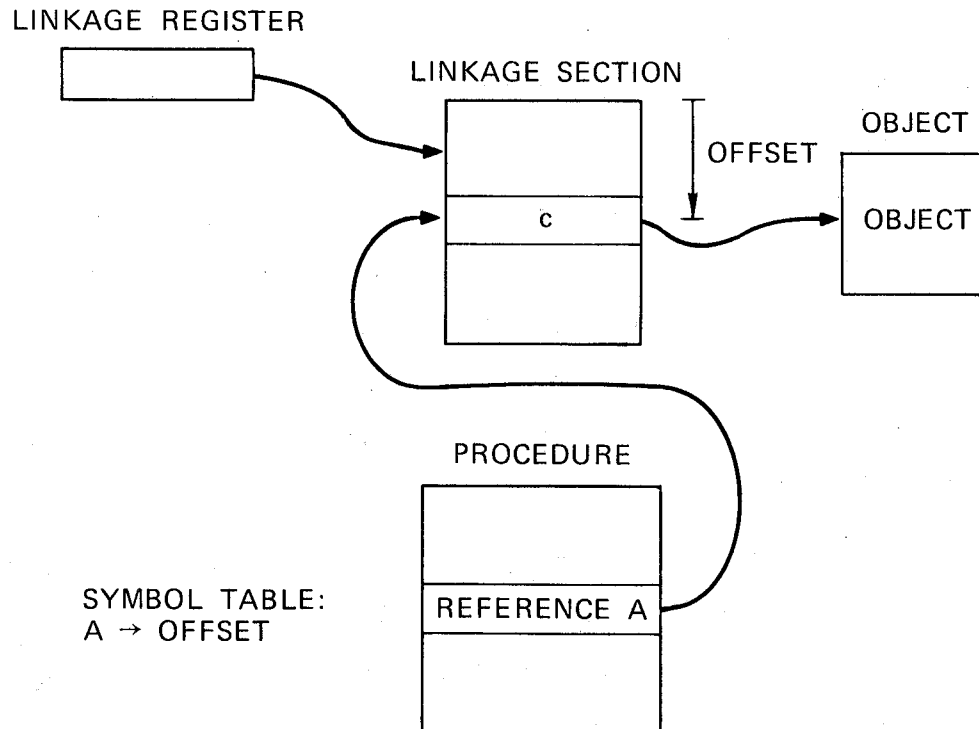 LINKAGE REGISTER
LINKAGE SECTION
OFFSET
OBJECT
c
OBJECT
PROCEDURE
REFERENCE A
SYMBOL TABLE:
A → OFFSET